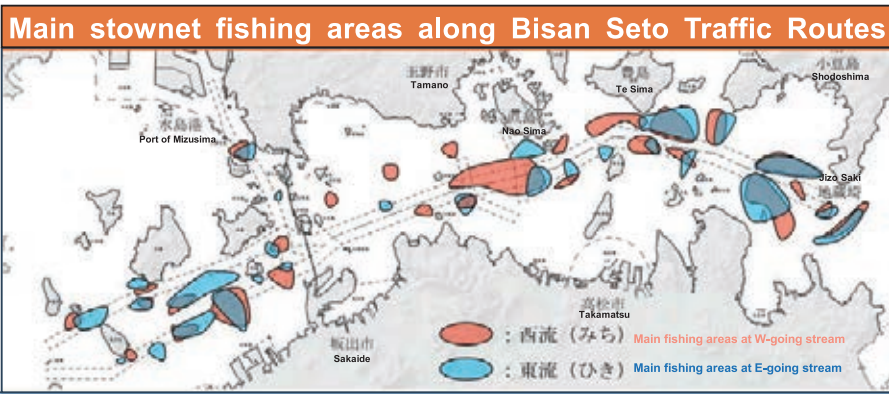 Main stownet fishing areas along Bisan Seto Traffic Routes
玉野市
Tamano
小豆島
Shodoshima
豊島
Te Sima
水島港
Port of Mizusima
直島
Nao Sima
Jizo Saki
地蔵埼
高松市
Takamatsu
坂出市
Sakaide
：西流（みち） Main fishing areas at W-going stream
：東流（ひき） Main fishing areas at E-going stream